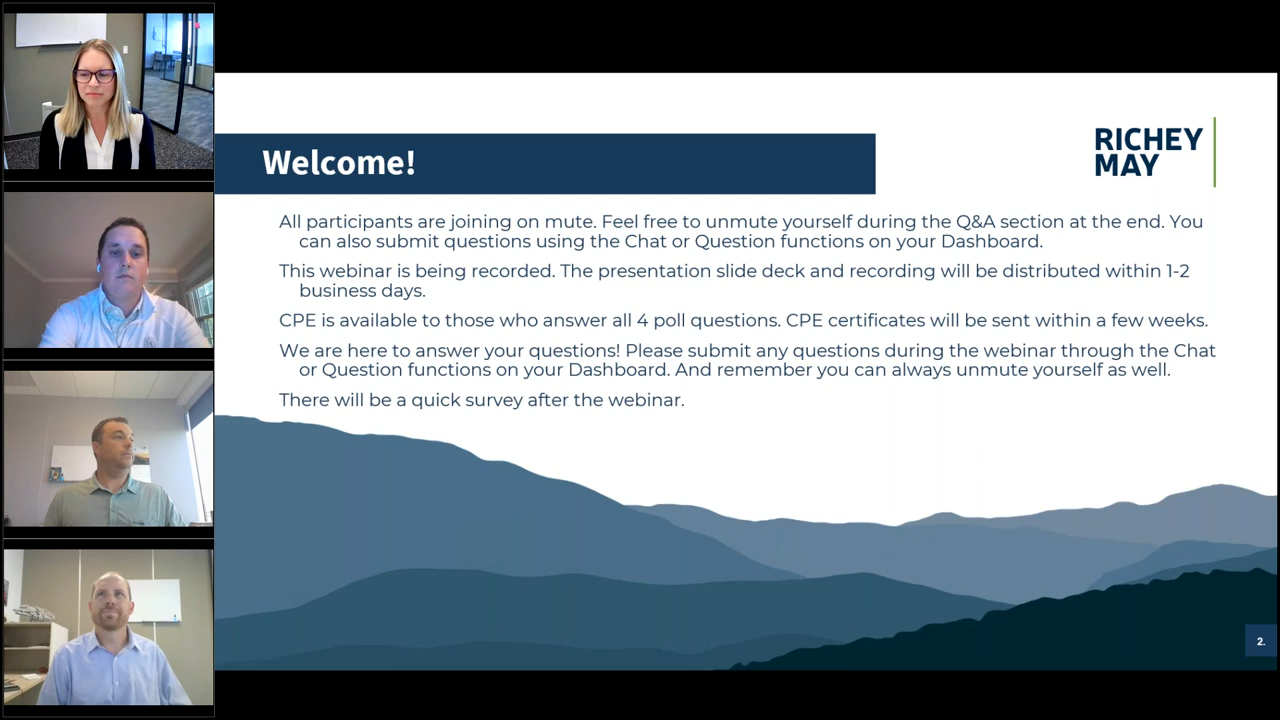 Welcome!
RICHEY
MAY
All participants are joining on mute. Feel free to unmute yourself during the Q&A section at the end. You
can also submit questions using the Chat or Question functions on your Dashboard.
This webinar is being recorded. The presentation slide deck and recording will be distributed within 1-2
business days.
CPE is available to those who answer all 4 poll questions. CPE certificates will be sent within a few weeks.
We are here to answer your questions! Please submit any questions during the webinar through the Chat
or Question functions on your Dashboard. And remember you can always unmute yourself as well.
There will be a quick survey after the webinar.
2.